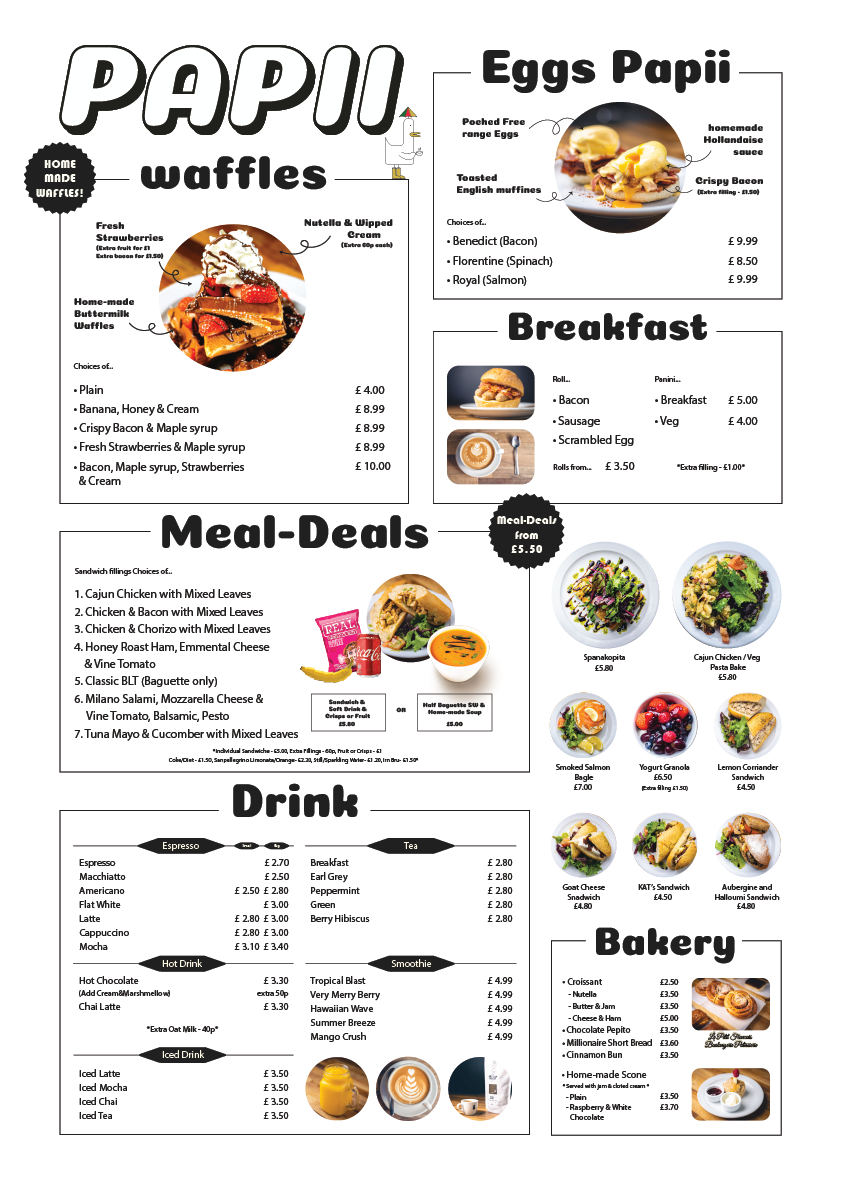 PAPII
HOME
MADE
WAFFLES!
waffles
Fresh
Strawberries
(Extra fruit for £1
Extra bacon for £1.50)
Nutella & Wipped
Cream
(Extra 60p each)
Home-made
Buttermilk
Waffles
Choices of...
• Plain £ 4.00
• Banana, Honey & Cream £ 8.99
• Crispy Bacon & Maple syrup £ 8.99
• Fresh Strawberries & Maple syrup £ 8.99
• Bacon, Maple syrup, Strawberries £ 10.00
& Cream
Eggs Papii
Poched Free
range Eggs
homemade
Hollandaise
sauce
Toasted
English muffines
Crispy Bacon
(Extra filling - £1.50)
Choices of...
• Benedict (Bacon) £ 9.99
• Florentine (Spinach) £ 8.50
• Royal (Salmon) £ 9.99
Breakfast
Roll... Panini...
• Bacon • Breakfast £ 5.00
• Sausage • Veg £ 4.00
• Scrambled Egg
Rolls from... £ 3.50 *Extra filling - £1.00*
Meal-Deals
Meal-Deals
from
£5.50
Sandwich fillings Choices of...
1. Cajun Chicken with Mixed Leaves
2. Chicken & Bacon with Mixed Leaves
3. Chicken & Chorizo with Mixed Leaves
4. Honey Roast Ham, Emmental Cheese
& Vine Tomato
5. Classic BLT (Baguette only)
6. Milano Salami, Mozzarella Cheese &
Vine Tomato, Balsamic, Pesto
7. Tuna Mayo & Cucomber with Mixed Leaves
REAL
Sandwich &
Soft Drink &
Crisps or Fruit
£5.80
OR
Half Baguette SW &
Home-made Soup
£5.00
*Individual Sandwiche - £5.00, Extra Fillings - 60p, Fruit or Crisps - £1
Coke/Diet - £1.50, Sanpellegrino Limonata/Orange- £2.20, Still/Sparkling Water- £1.20, Irn Bru- £1.50*
Spanakopita
£5.80
Cajun Chicken / Veg
Pasta Bake
£5.80
Smoked Salmon
Bagle
£7.00
Yogurt Granola
£6.50
(Extra filling £1.50)
Lemon Corriander
Sandwich
£4.50
Goat Cheese
Snadwich
£4.80
KAT's Sandwich
£4.50
Aubergine and
Halloumi Sandwich
£4.80
Drink
Espresso
Espresso £ 2.70
Macchiatto £ 2.50
Americano £ 2.50 £ 2.80
Flat White £ 3.00
Latte £ 2.80 £ 3.00
Cappuccino £ 2.80 £ 3.00
Mocha £ 3.10 £ 3.40
Hot Drink
Hot Chocolate £ 3.30
(Add Cream&Marshmellow) extra 50p
Chai Latte £ 3.30
*Extra Oat Milk - 40p*
Iced Drink
Iced Latte £ 3.50
Iced Mocha £ 3.50
Iced Chai £ 3.50
Iced Tea £ 3.50
Tea
Breakfast £ 2.80
Earl Grey £ 2.80
Peppermint £ 2.80
Green £ 2.80
Berry Hibiscus £ 2.80
Smoothie
Tropical Blast £ 4.99
Very Merry Berry £ 4.99
Hawaiian Wave £ 4.99
Summer Breeze £ 4.99
Mango Crush £ 4.99
Bakery
• Croissant £2.50
- Nutella £3.50
- Butter & Jam £3.50
- Cheese & Ham £5.00
• Chocolate Pepito £3.50
• Millionaire Short Bread £3.60
• Cinnamon Bun £3.50
• Home-made Scone
* Served with jam & cloted cream *
- Plain £3.50
- Raspberry & White £3.70
Chocolate